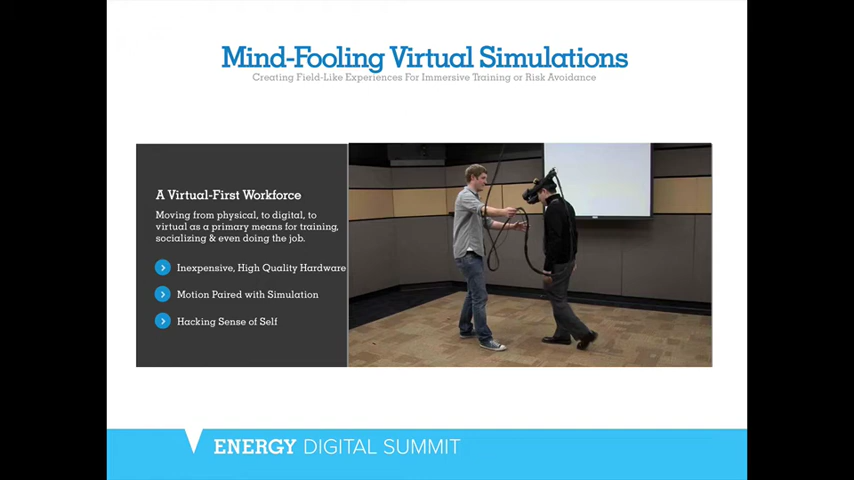 Mind-Fooling Virtual Simulations
Creating Field-Like Experiences For Immersive Training or Risk Avoidance
A Virtual-First Workforce
Moving from physical, to digital, to
virtual as a primary means for training,
socializing & even doing the job.
Inexpensive, High Quality Hardware
Motion Paired with Simulation
Hacking Sense of Self
ENERGY DIGITAL SUMMIT